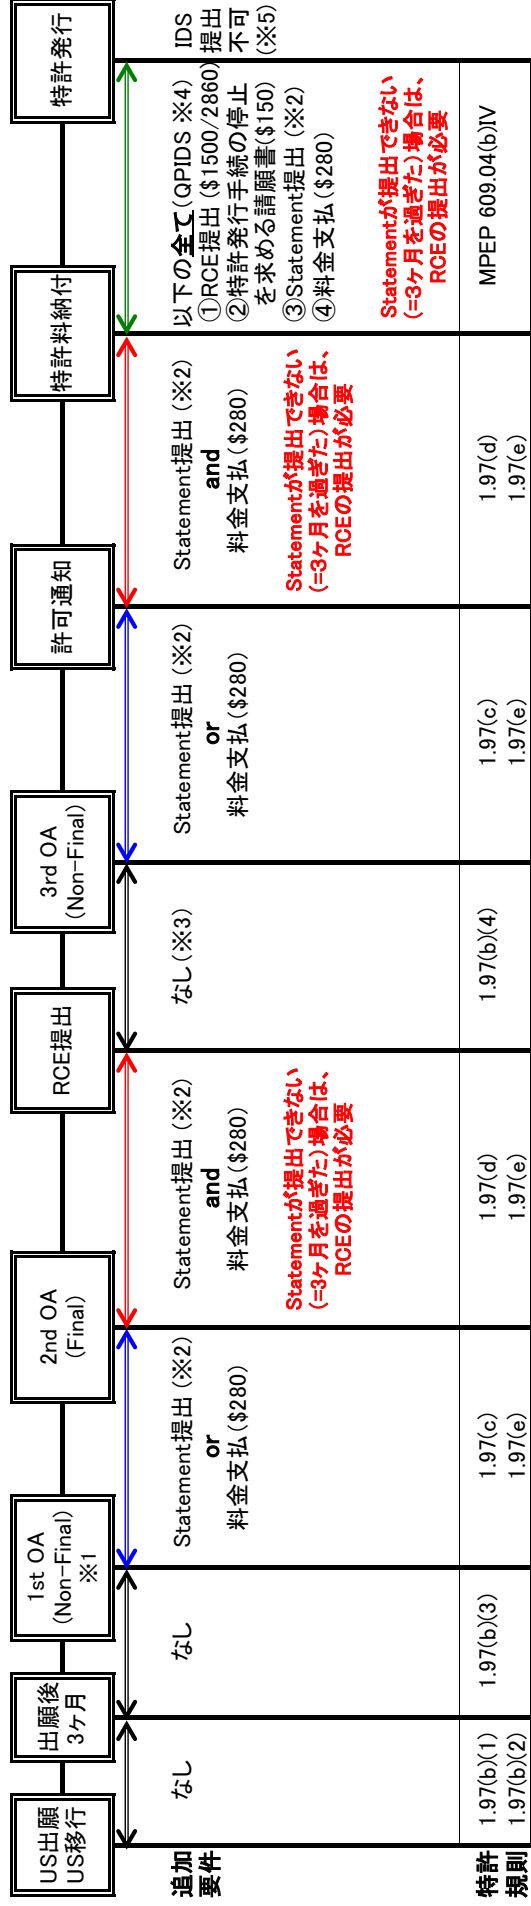 US出願
US移行
出願後
3ヶ月
1st OA
(Non-Final)
※1
2nd OA
(Final)
RCE提出
3rd OA
(Non-Final)
許可通知
特許料納付
特許発行
追加
要件
なし
なし
Statement提出 (※2)
or
料金支払($280)
Statement提出 (※2)
and
料金支払($280)
Statementが提出できない
(=3ヶ月を過ぎた)場合は、
RCEの提出が必要
なし(※3)
Statement提出 (※2)
or
料金支払($280)
Statement提出 (※2)
and
料金支払($280)
Statementが提出できない
(=3ヶ月を過ぎた)場合は、
RCEの提出が必要
以下の全て(QPIDS ※4)
①RCE提出 ($1500/2860)
②特許発行手続の停止
を求める請願書($150)
③Statement提出 (※2)
④料金支払($280)
Statementが提出できない
(=3ヶ月を過ぎた)場合は、
RCEの提出が必要
IDS
提出
不可
(※5)
特許
規則
1.97(b)(1)
1.97(b)(2)
1.97(b)(3)
1.97(c)
1.97(e)
1.97(d)
1.97(e)
1.97(b)(4)
1.97(c)
1.97(e)
1.97(d)
1.97(e)
MPEP 609.04(b)IV